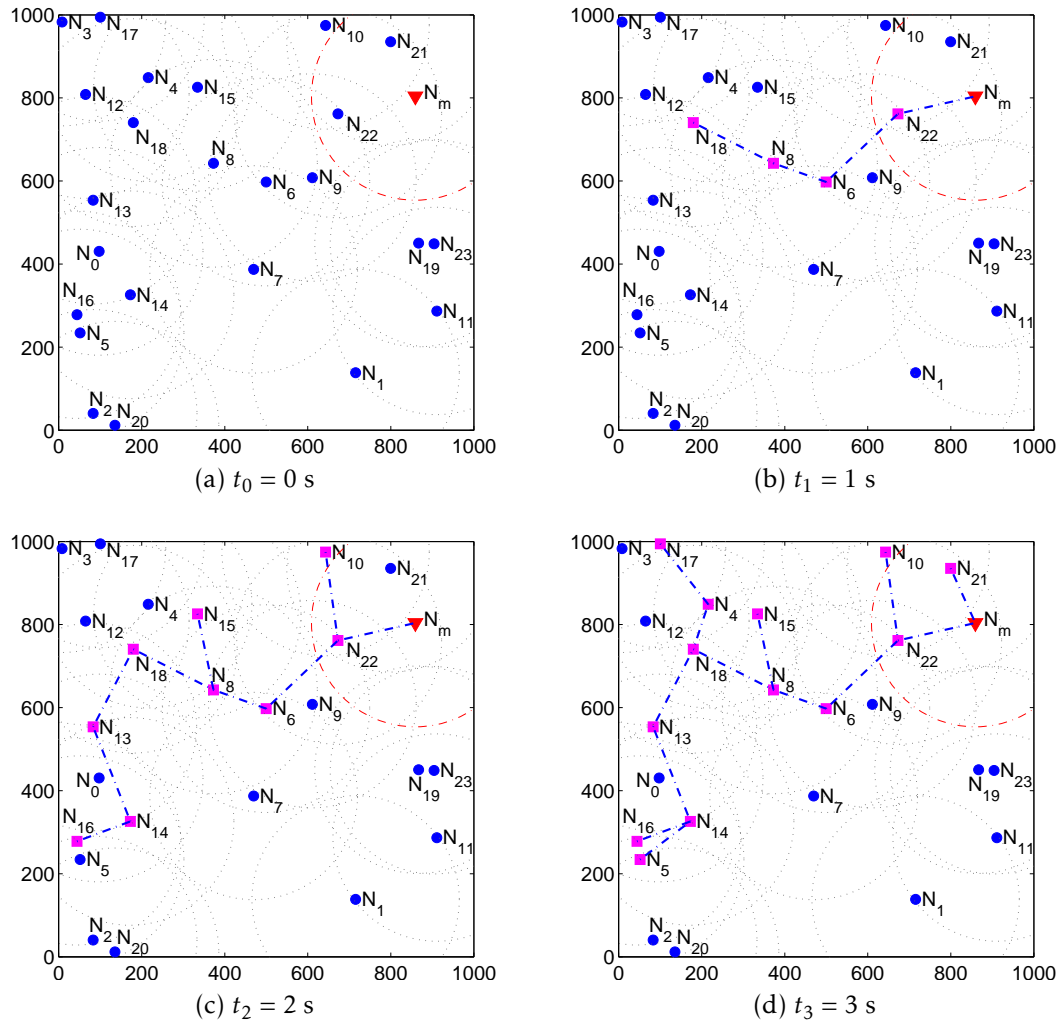 1000
800
600
400
200
0
0 200 400 600 800 1000
N3
N17
N10
N21
N4
N15
N12
Nm
N22
N18
N8
N6
N9
N13
N0
N19
N23
N7
N16
N14
N11
N5
N1
N2
N20
(a) t0 = 0 s
1000
800
600
400
200
0
0 200 400 600 800 1000
N3
N17
N10
N21
N4
N15
N12
Nm
N22
N18
N8
N6
N9
N13
N0
N19
N23
N7
N16
N14
N11
N5
N1
N2
N20
(b) t1 = 1 s
1000
800
600
400
200
0
0 200 400 600 800 1000
N3
N17
N10
N21
N4
N15
N12
Nm
N22
N18
N8
N6
N9
N13
N0
N19
N23
N7
N16
N14
N11
N5
N1
N2
N20
(c) t2 = 2 s
1000
800
600
400
200
0
0 200 400 600 800 1000
N3
N17
N10
N21
N4
N15
N12
Nm
N22
N18
N8
N6
N9
N13
N0
N19
N23
N7
N16
N14
N11
N5
N1
N2
N20
(d) t3 = 3 s